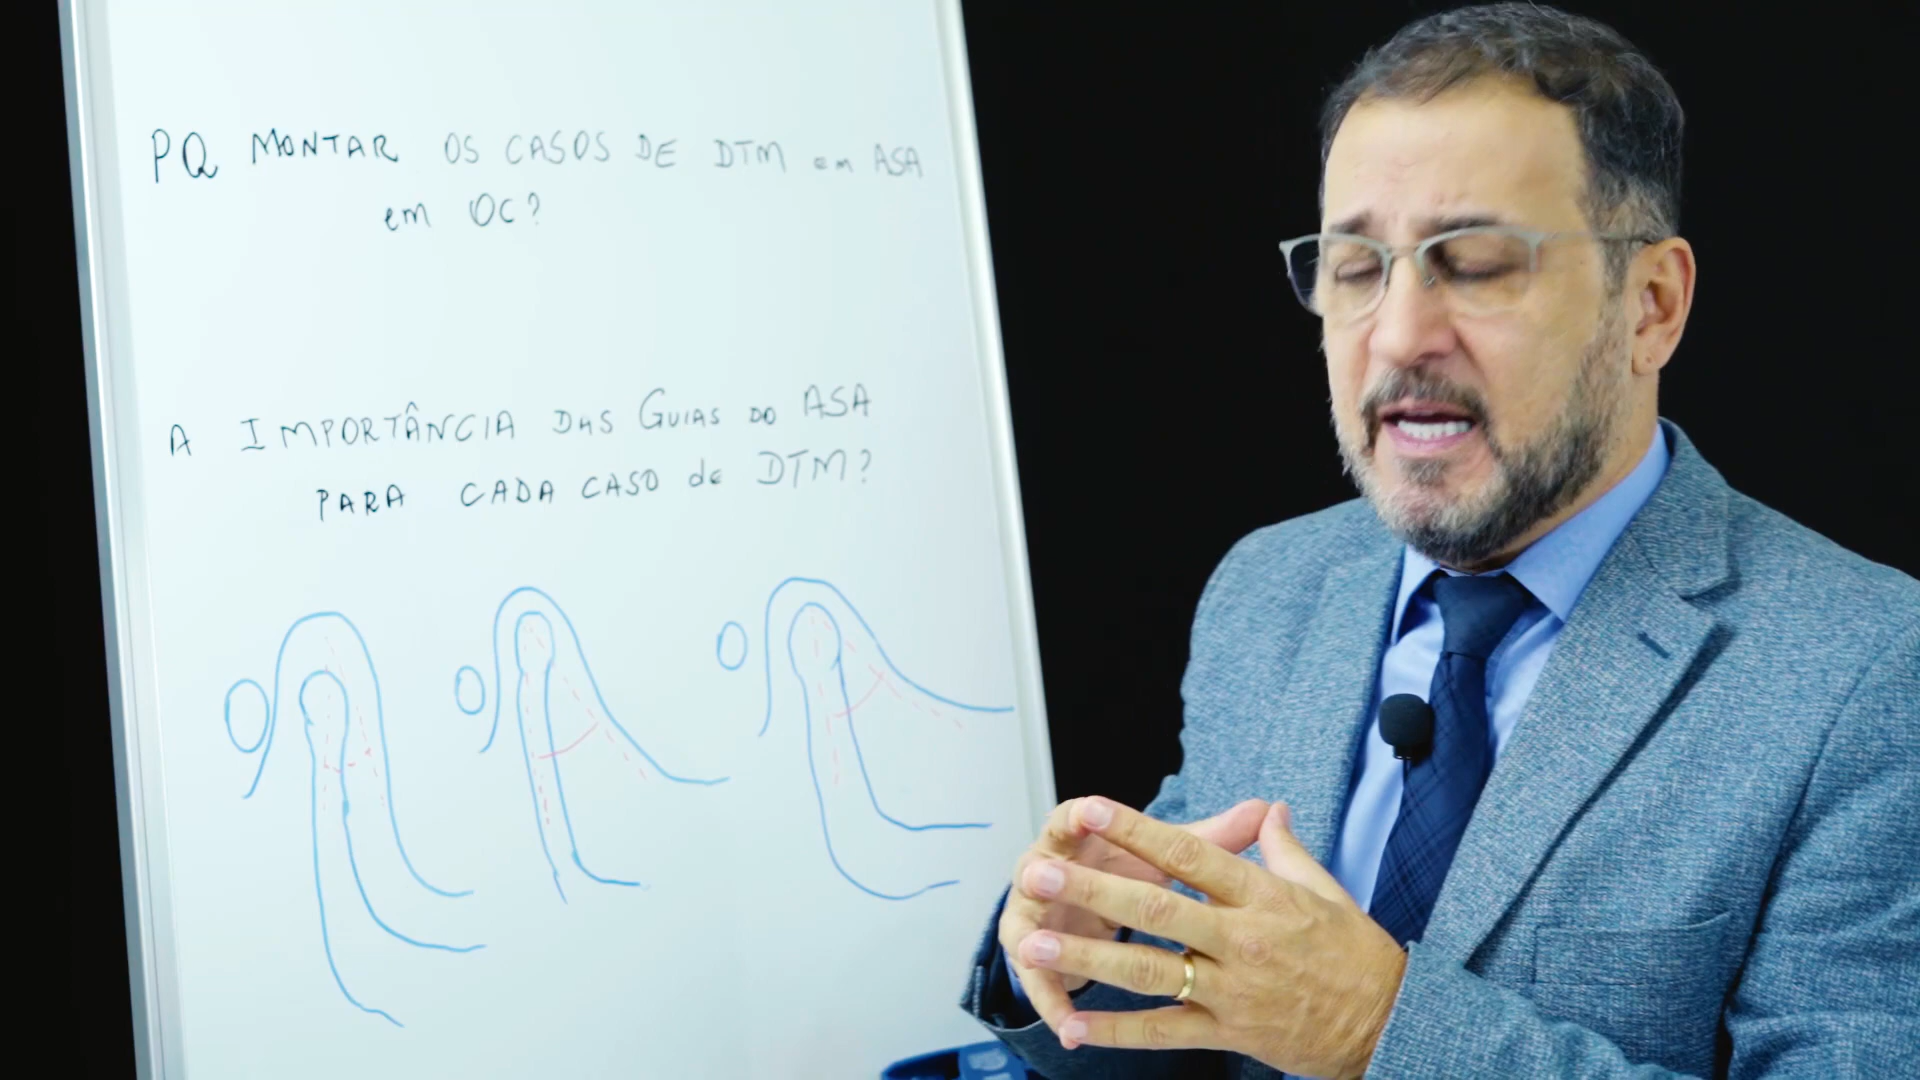 PQ MONTAR OS CASOS DE DTM em ASA
em OC?
A IMPORTÂNCIA DAS GUIAS DO ASA
PARA CADA CASO de DTM?